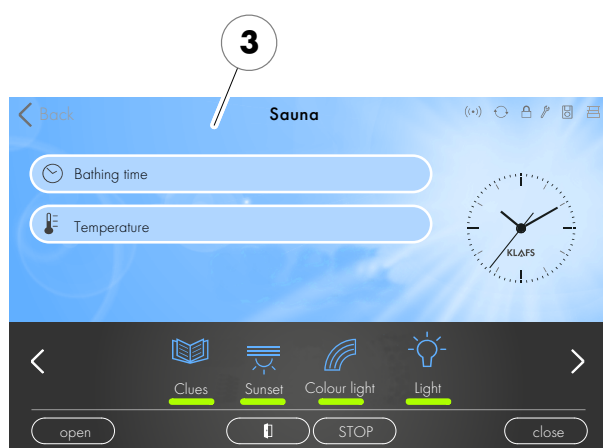 3
Back
Sauna
Bathing time
Temperature
KLAFS
Clues
Sunset
Colour light
Light
open
STOP
close